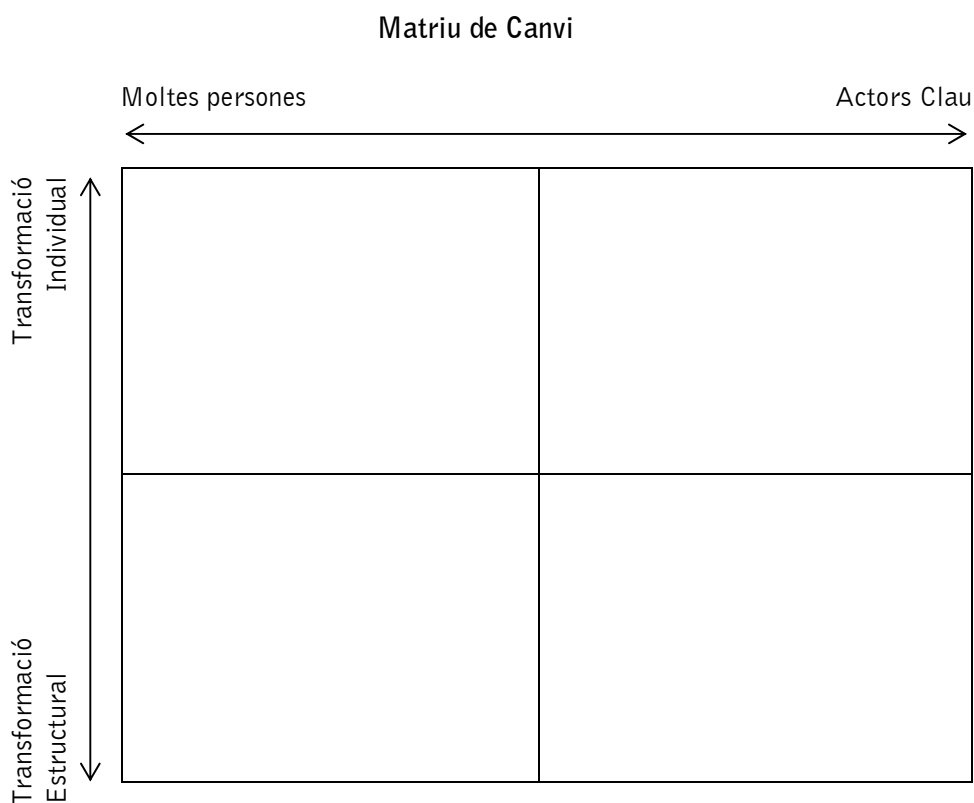 Matriu de Canvi
Moltes persones
Actors Clau
Transformació
Individual
Transformació
Estructural